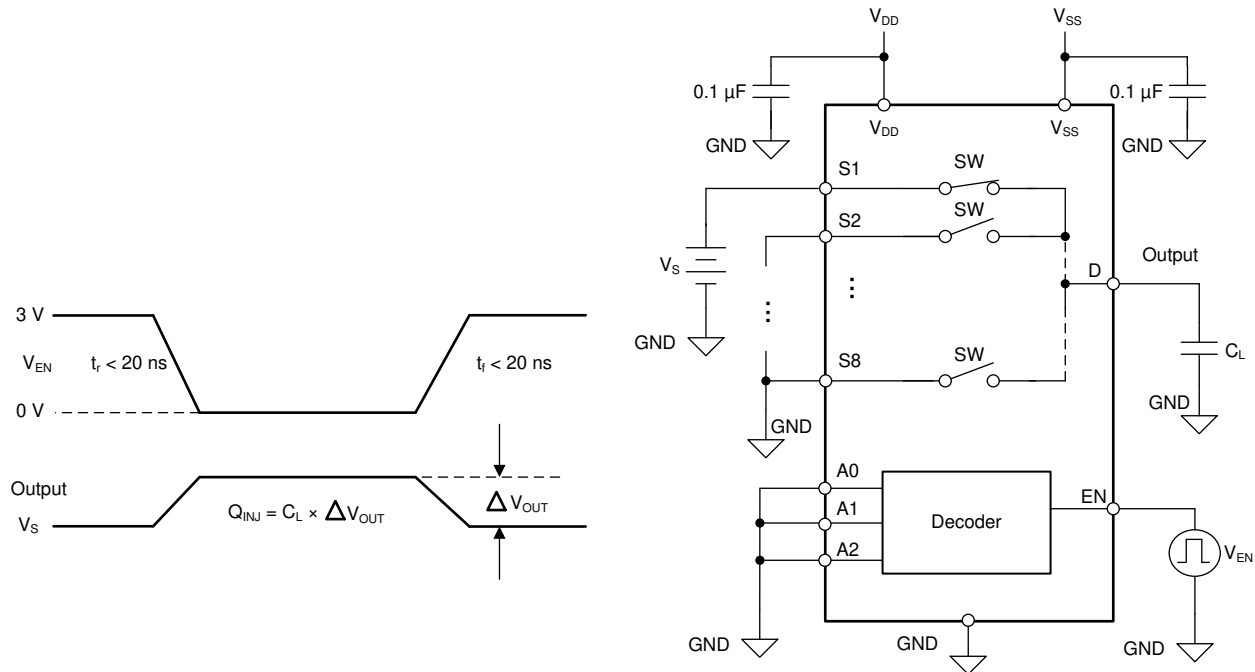 3 V
V_EN
t_r < 20 ns
t_f < 20 ns
0 V
Output
V_S
Q_INJ = C_L × Δ V_OUT
Δ V_OUT
V_DD
V_SS
0.1 µF
0.1 µF
GND
V_DD
V_SS
GND
S1
SW
S2
SW
V_S
...
...
Output
D
GND
S8
SW
C_L
GND
GND
A0
A1
A2
Decoder
EN
V_EN
GND
GND
GND